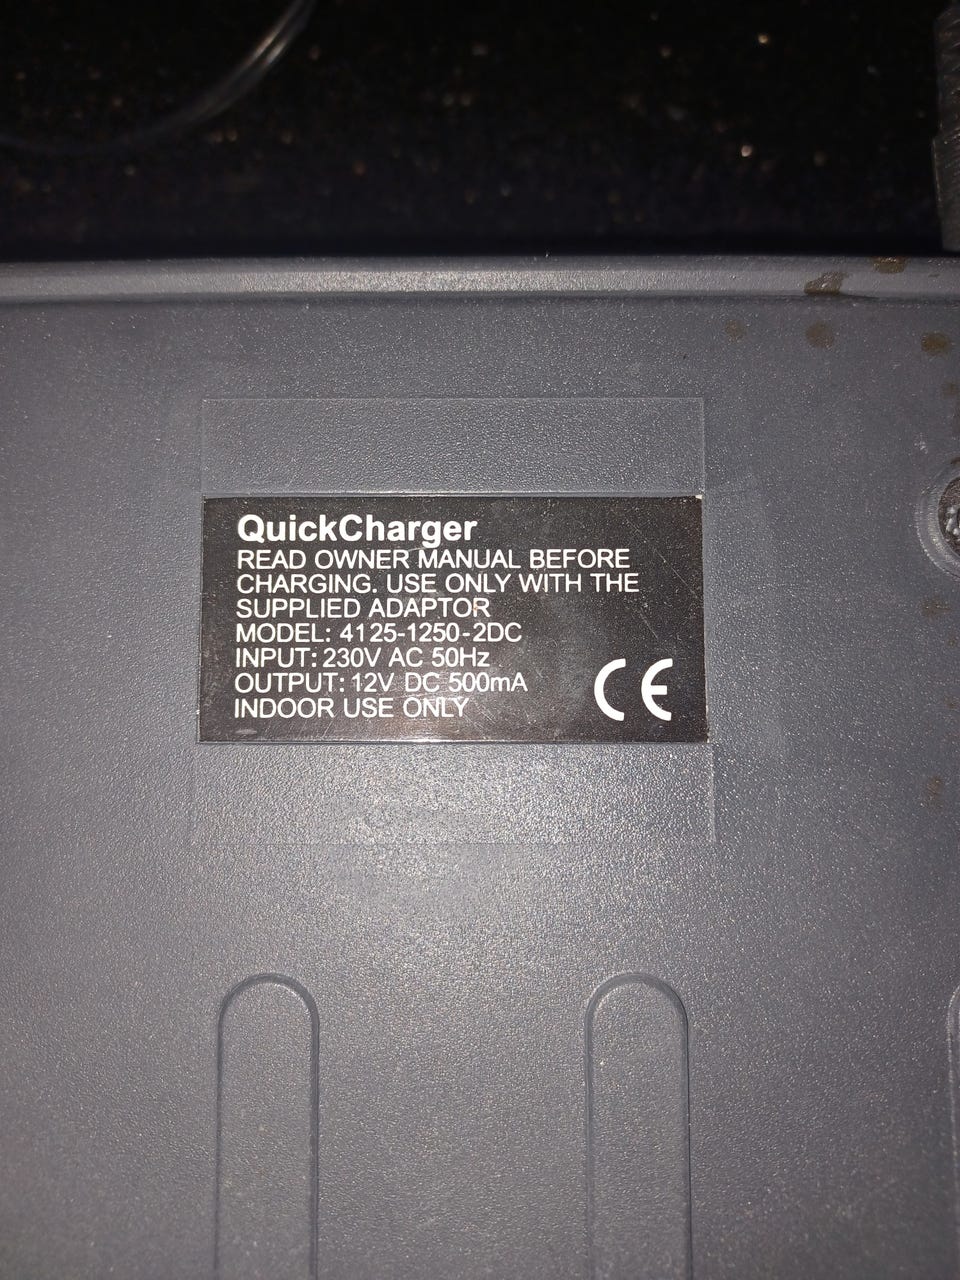 QuickCharger
READ OWNER MANUAL BEFORE
CHARGING. USE ONLY WITH THE
SUPPLIED ADAPTOR
MODEL: 4125-1250-2DC
INPUT: 230V AC 50Hz
OUTPUT: 12V DC 500mA
INDOOR USE ONLY
CE